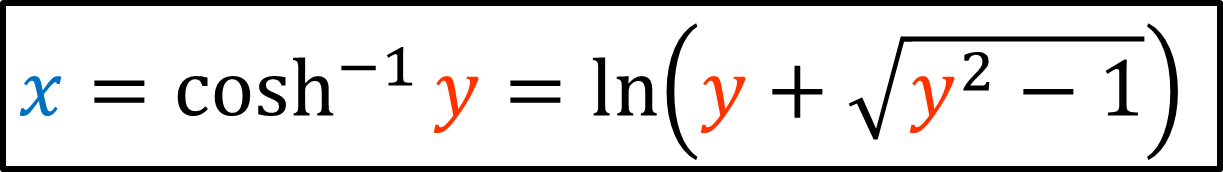 x = cosh⁻¹ y = ln(y + √(y² − 1))